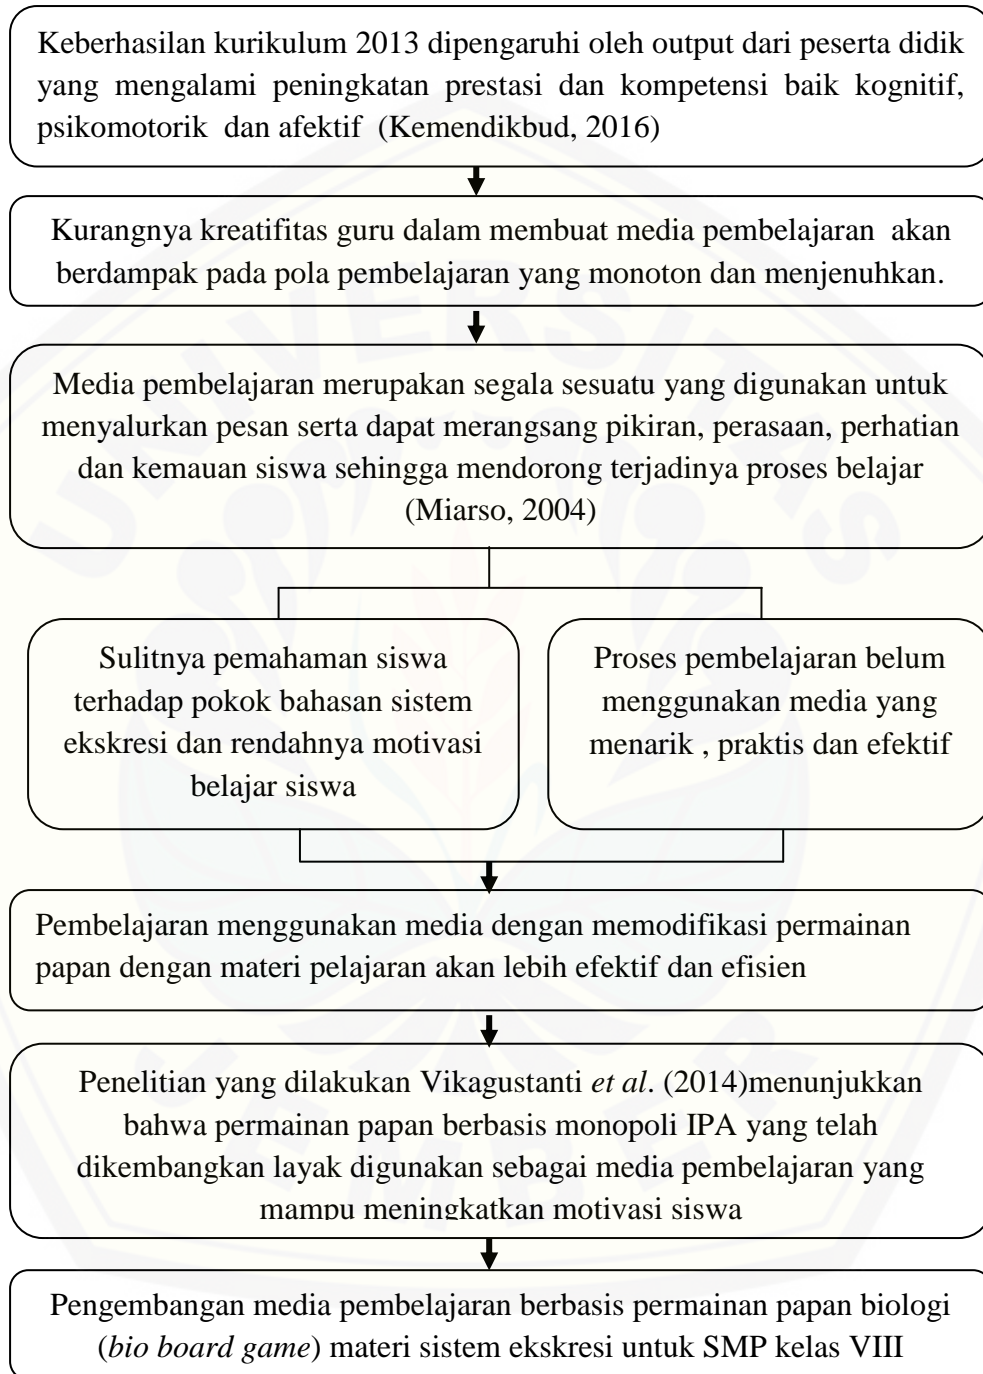 Keberhasilan kurikulum 2013 dipengaruhi oleh output dari peserta didik
yang mengalami peningkatan prestasi dan kompetensi baik kognitif,
psikomotorik dan afektif (Kemendikbud, 2016)
Kurangnya kreatifitas guru dalam membuat media pembelajaran akan
berdampak pada pola pembelajaran yang monoton dan menjenuhkan.
Media pembelajaran merupakan segala sesuatu yang digunakan untuk
menyalurkan pesan serta dapat merangsang pikiran, perasaan, perhatian
dan kemauan siswa sehingga mendorong terjadinya proses belajar
(Miarso, 2004)
Sulitnya pemahaman siswa
terhadap pokok bahasan sistem
ekskresi dan rendahnya motivasi
belajar siswa
Proses pembelajaran belum
menggunakan media yang
menarik , praktis dan efektif
Pembelajaran menggunakan media dengan memodifikasi permainan
papan dengan materi pelajaran akan lebih efektif dan efisien
Penelitian yang dilakukan Vikagustanti et al. (2014)menunjukkan
bahwa permainan papan berbasis monopoli IPA yang telah
dikembangkan layak digunakan sebagai media pembelajaran yang
mampu meningkatkan motivasi siswa
Pengembangan media pembelajaran berbasis permainan papan biologi
(bio board game) materi sistem ekskresi untuk SMP kelas VIII
UNIVERSITAS
JEMBER